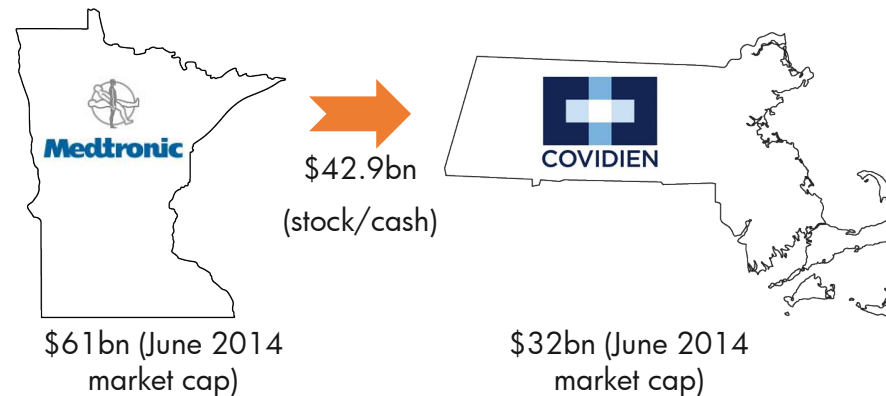 Medtronic
COVIDIEN
$42.9bn
(stock/cash)
$61bn (June 2014
market cap)
$32bn (June 2014
market cap)